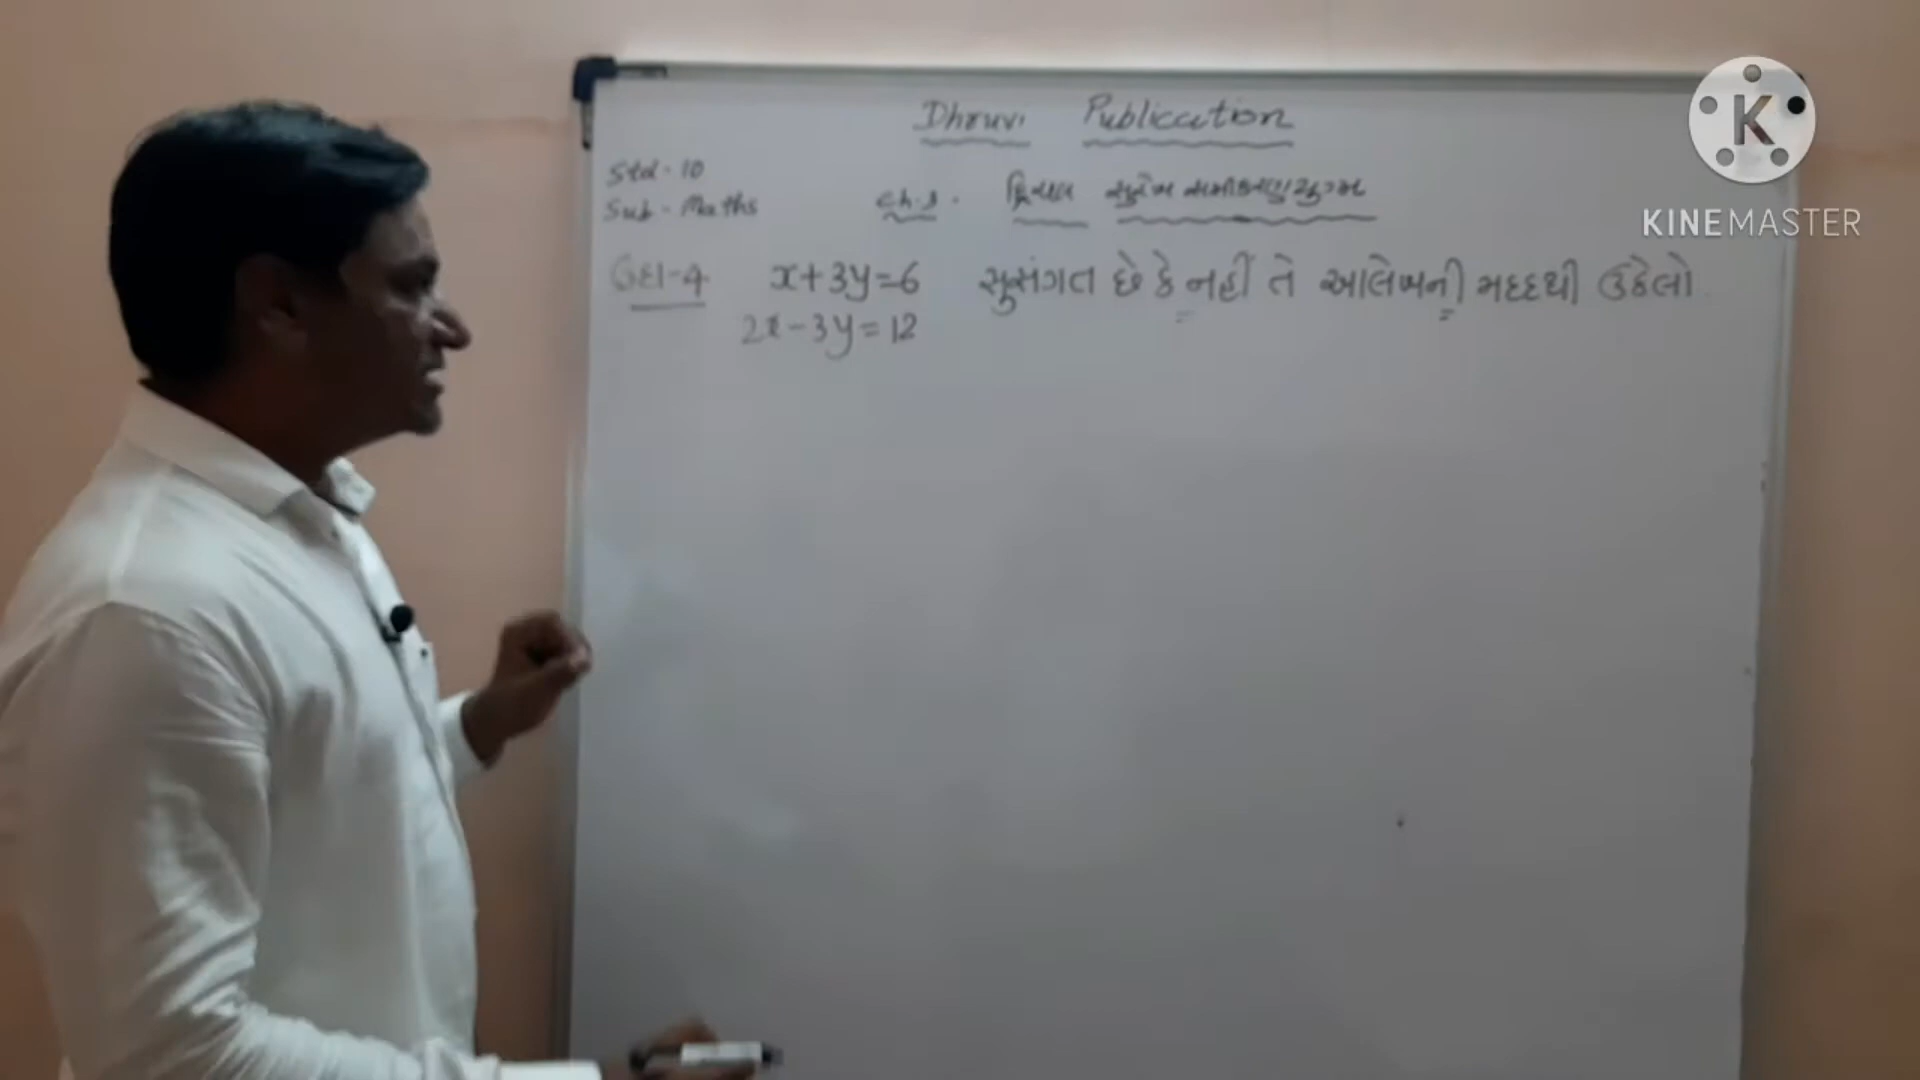 Dhruvi Publication
Std - 10
Sub - Maths
Ch.3. દ્વિચલ સુરેખ સમીકરણયુગ્મ
ઉદા-4 x+3y=6 સુસંગત છે કે નહીં તે આલેખની મદદથી ઉકેલો.
2x-3y=12
K
KINEMASTER